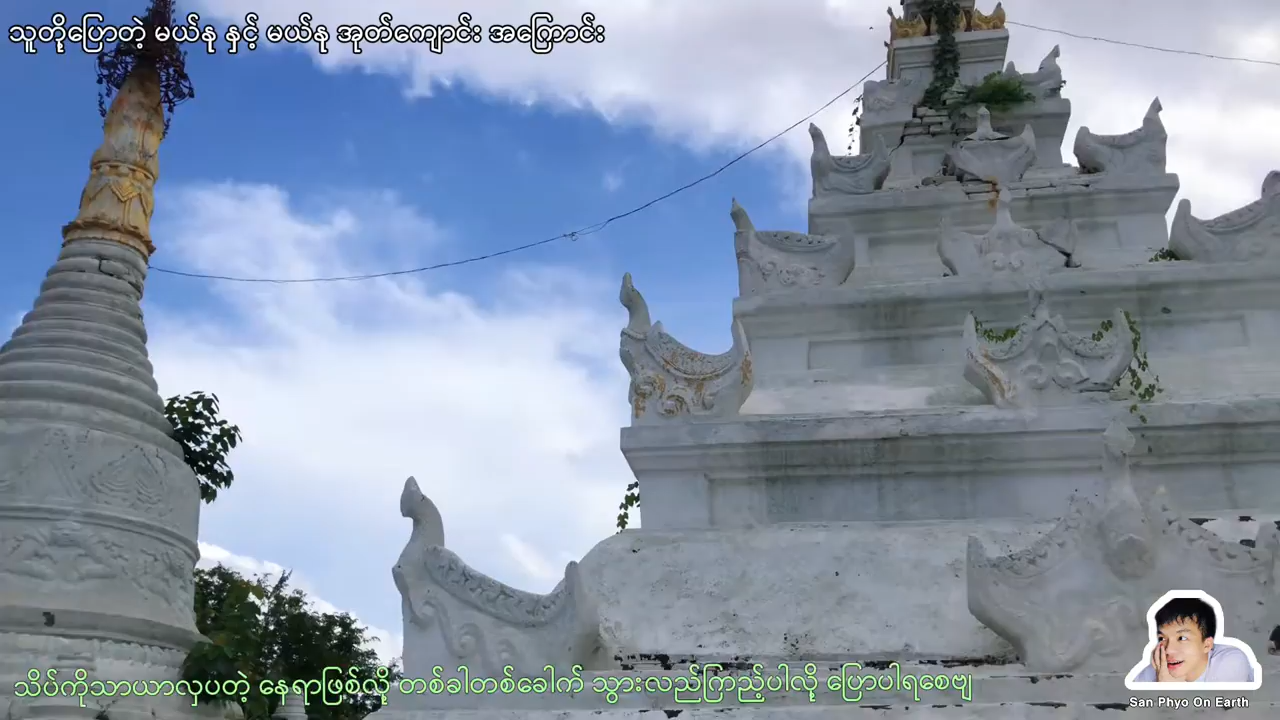 သူတို့ပြောတဲ့ မယ်နု နှင့် မယ်နု အုတ်ကျောင်း အကြောင်း
သိပ်ကိုသာယာလှပတဲ့ နေရာဖြစ်လို့ တစ်ခါတစ်ခေါက် သွားလည်ကြည့်ပါလို့ ပြောပါရစေဗျ
San Phyo On Earth